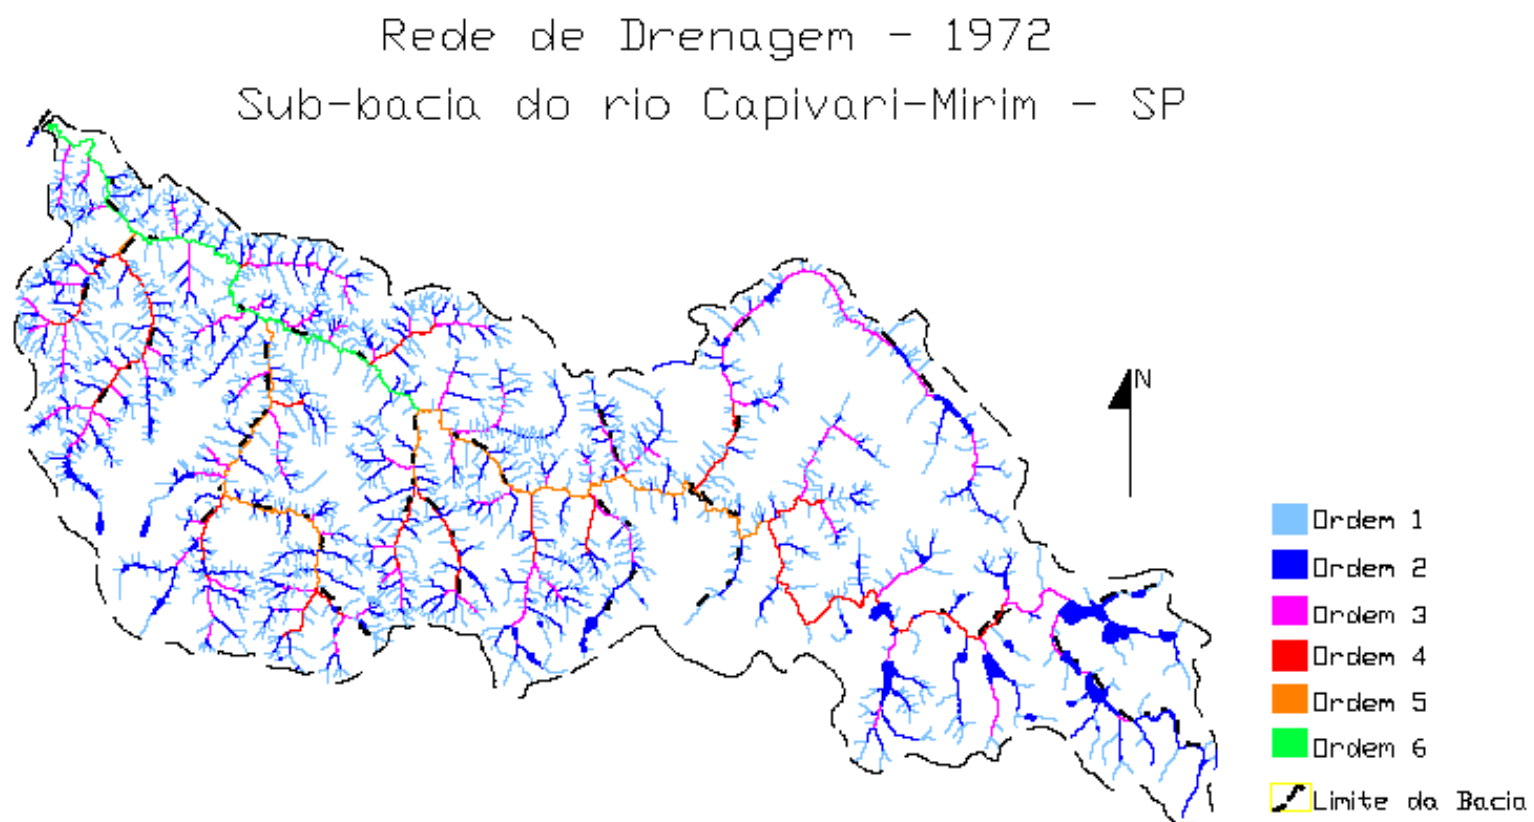 Rede de Drenagem - 1972
Sub-bacia do rio Capivari-Mirim - SP
N
Ordem 1
Ordem 2
Ordem 3
Ordem 4
Ordem 5
Ordem 6
Limite da Bacia